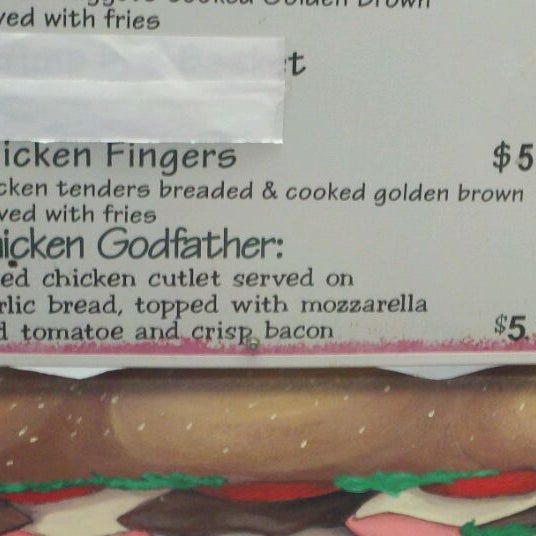 ved with fries
icken Fingers $5
cken tenders breaded & cooked golden brown
ved with fries
icken Godfather:
ed chicken cutlet served on
rlic bread, topped with mozzarella
d tomatoe and crisp bacon $5.